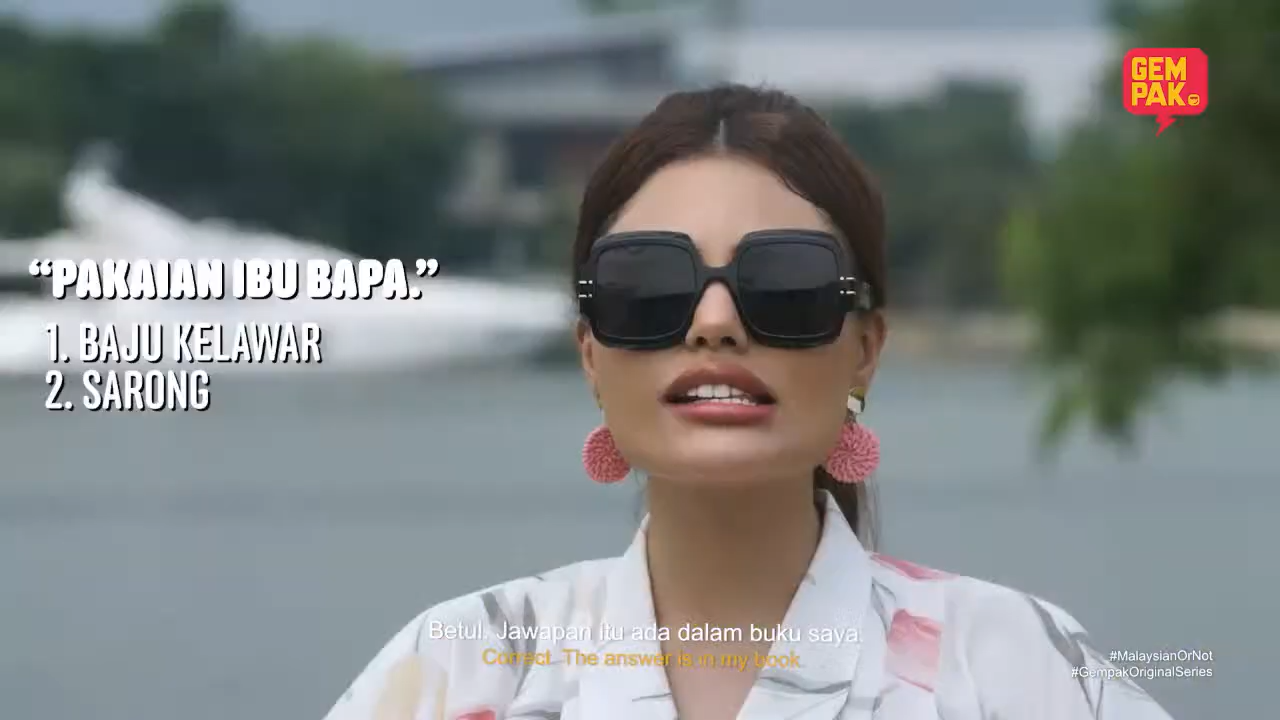 GEM
PAK
“PAKAIAN IBU BAPA.”
1. BAJU KELAWAR
2. SARONG
Betul. Jawapan itu ada dalam buku saya.
Correct. The answer is in my book.
#MalaysianOrNot
#GempakOriginalSeries